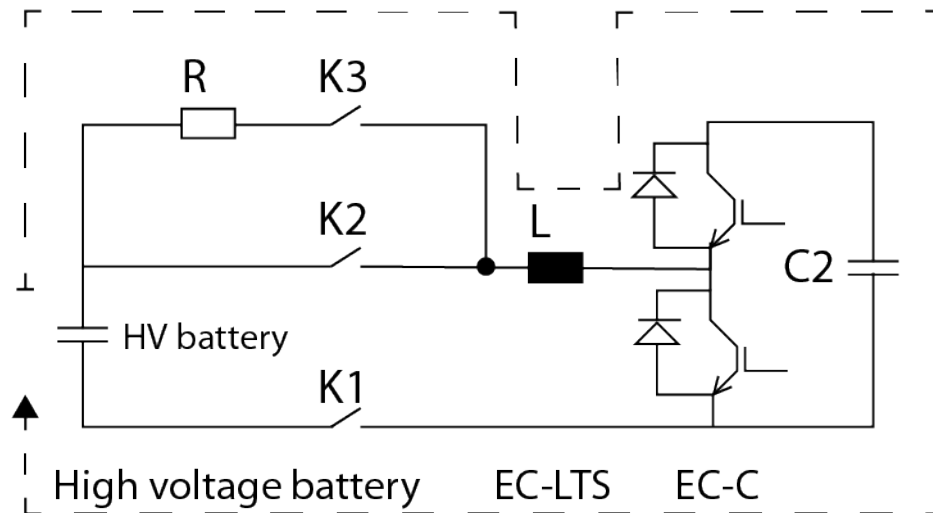 R
K3
K2
L
C2
HV battery
K1
High voltage battery
EC-LTS
EC-C